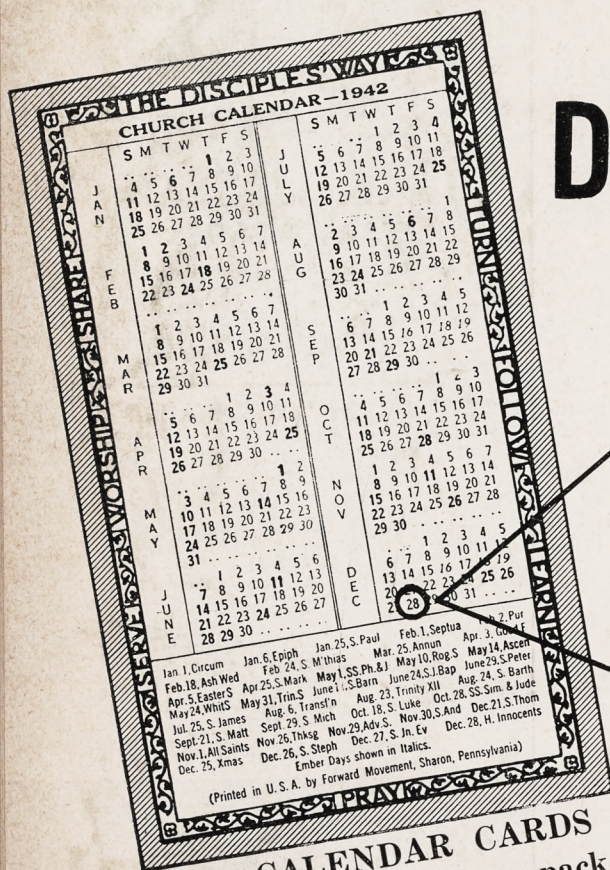 THE DISCIPLES' WAY
CHURCH CALENDAR—1942
S M T W T F S
JAN
.. .. .. .. 1 2 3
4 5 6 7 8 9 10
11 12 13 14 15 16 17
18 19 20 21 22 23 24
25 26 27 28 29 30 31
FEB
1 2 3 4 5 6 7
8 9 10 11 12 13 14
15 16 17 18 19 20 21
22 23 24 25 26 27 28
.. .. .. .. .. .. ..
MAR
1 2 3 4 5 6 7
8 9 10 11 12 13 14
15 16 17 18 19 20 21
22 23 24 25 26 27 28
29 30 31
APR
.. .. .. 1 2 3 4
5 6 7 8 9 10 11
12 13 14 15 16 17 18
19 20 21 22 23 24 25
26 27 28 29 30 .. ..
MAY
.. .. .. .. .. 1 2
3 4 5 6 7 8 9
10 11 12 13 14 15 16
17 18 19 20 21 22 23
24 25 26 27 28 29 30
31 .. .. .. .. .. ..
JUNE
.. 1 2 3 4 5 6
7 8 9 10 11 12 13
14 15 16 17 18 19 20
21 22 23 24 25 26 27
28 29 30 .. .. .. ..
S M T W T F S
JULY
.. .. .. 1 2 3 4
5 6 7 8 9 10 11
12 13 14 15 16 17 18
19 20 21 22 23 24 25
26 27 28 29 30 31
AUG
.. .. .. .. .. .. 1
2 3 4 5 6 7 8
9 10 11 12 13 14 15
16 17 18 19 20 21 22
23 24 25 26 27 28 29
30 31 .. .. .. .. ..
SEP
.. .. 1 2 3 4 5
6 7 8 9 10 11 12
13 14 15 16 17 18 19
20 21 22 23 24 25 26
27 28 29 30 .. .. ..
OCT
.. .. .. .. 1 2 3
4 5 6 7 8 9 10
11 12 13 14 15 16 17
18 19 20 21 22 23 24
25 26 27 28 29 30 31
NOV
1 2 3 4 5 6 7
8 9 10 11 12 13 14
15 16 17 18 19 20 21
22 23 24 25 26 27 28
29 30 .. .. .. .. ..
DEC
.. .. 1 2 3 4 5
6 7 8 9 10 11
13 14 15 16 17 18 19
20 22 23 24 25 26
28 30 31 .. ..
Jan. 1, Circum Jan. 6, Epiph Jan. 25, S. Paul Feb. 1, Septua Feb. 2, Pur
Feb. 18, Ash Wed Feb 24, S. M'thias Mar. 25, Annun Apr. 3, Good F
Apr. 5, Easter S Apr. 25, S. Mark May 1, SS. Ph. & J May 10, Rog. S May 14, Ascen
May 24, Whit S May 31, Trin. S June 11, S. Barn June 24, S.J. Bap June 29, S. Peter
Jul. 25, S. James Aug. 6, Transf'n Aug. 23, Trinity XII Aug. 24, S. Barth
Sept. 21, S. Matt Sept. 29, S. Mich Oct. 18, S. Luke Oct. 28, SS. Sim. & Jude
Nov. 1, All Saints Nov. 26, Thksg Nov. 29, Adv. S. Nov. 30, S. And Dec. 21, S. Thom
Dec. 25, Xmas Dec. 26, S. Steph Dec. 27, S. Jn. Ev Dec. 28, H. Innocents
Ember Days shown in Italics.
(Printed in U. S. A. by Forward Movement, Sharon, Pennsylvania)
TURN
FOLLOW
LEARN
PRAY
SERVE
WORSHIP
SHARE
D
CALENDAR CARDS
pack